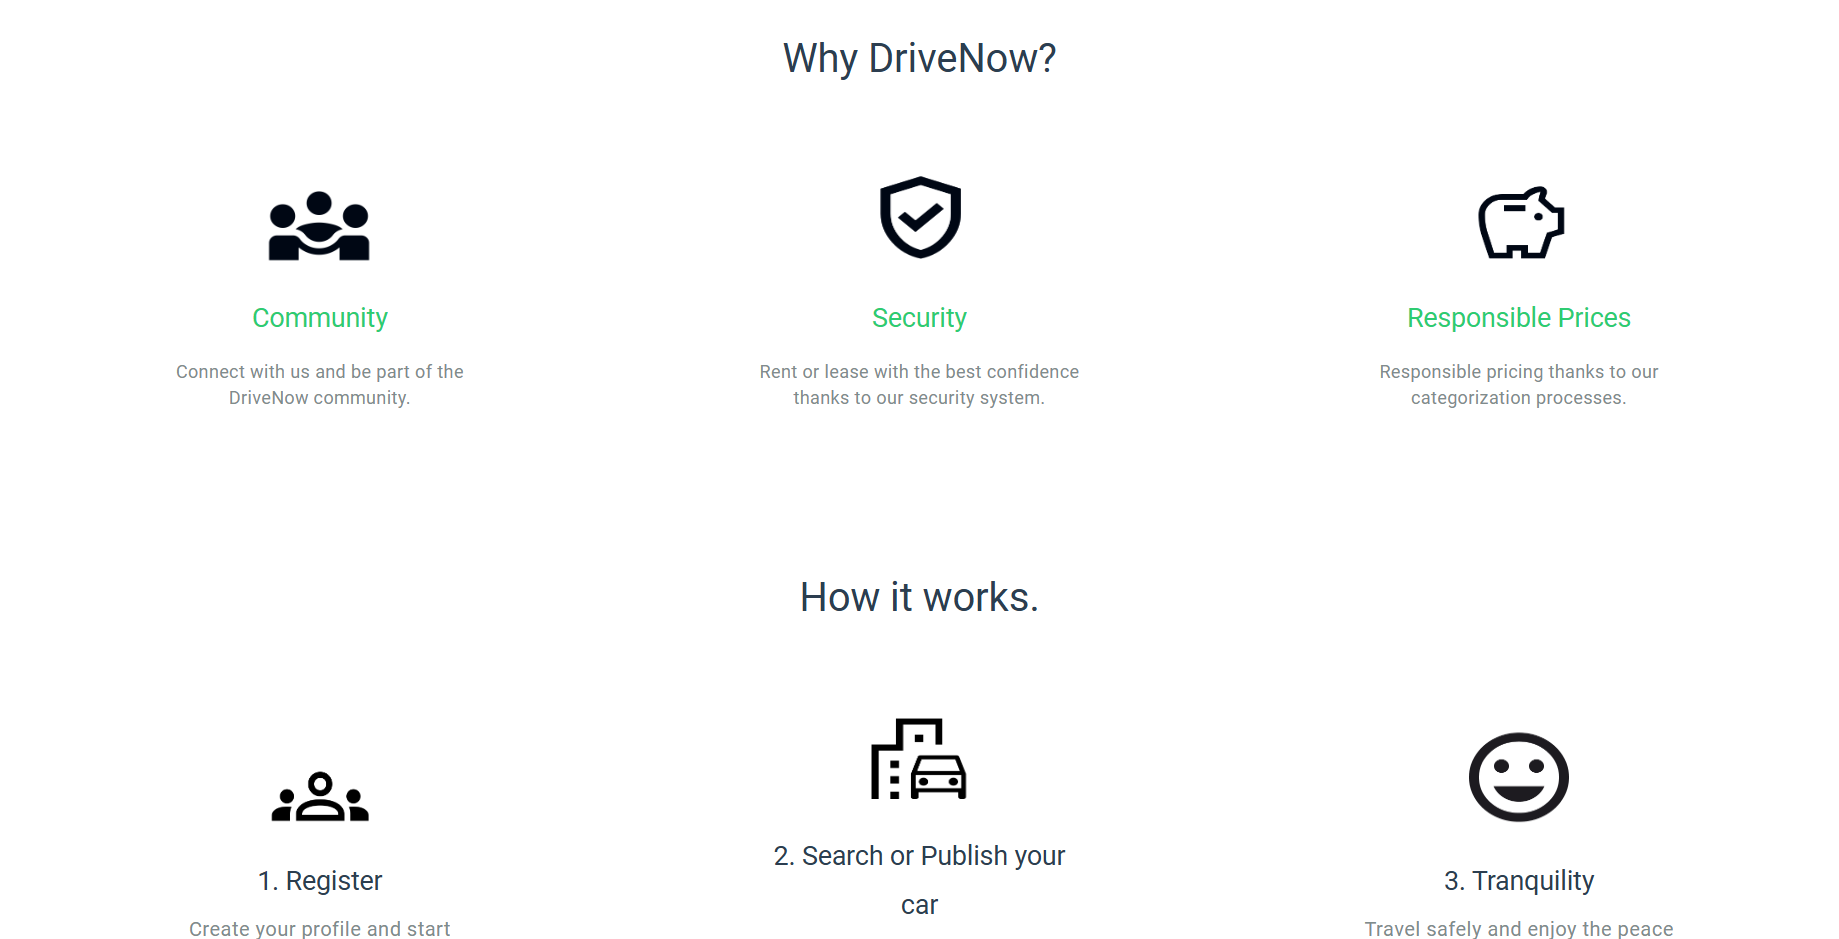 Why DriveNow?
Community
Connect with us and be part of the
DriveNow community.
Security
Rent or lease with the best confidence
thanks to our security system.
Responsible Prices
Responsible pricing thanks to our
categorization processes.
How it works.
1. Register
Create your profile and start
2. Search or Publish your
car
3. Tranquility
Travel safely and enjoy the peace